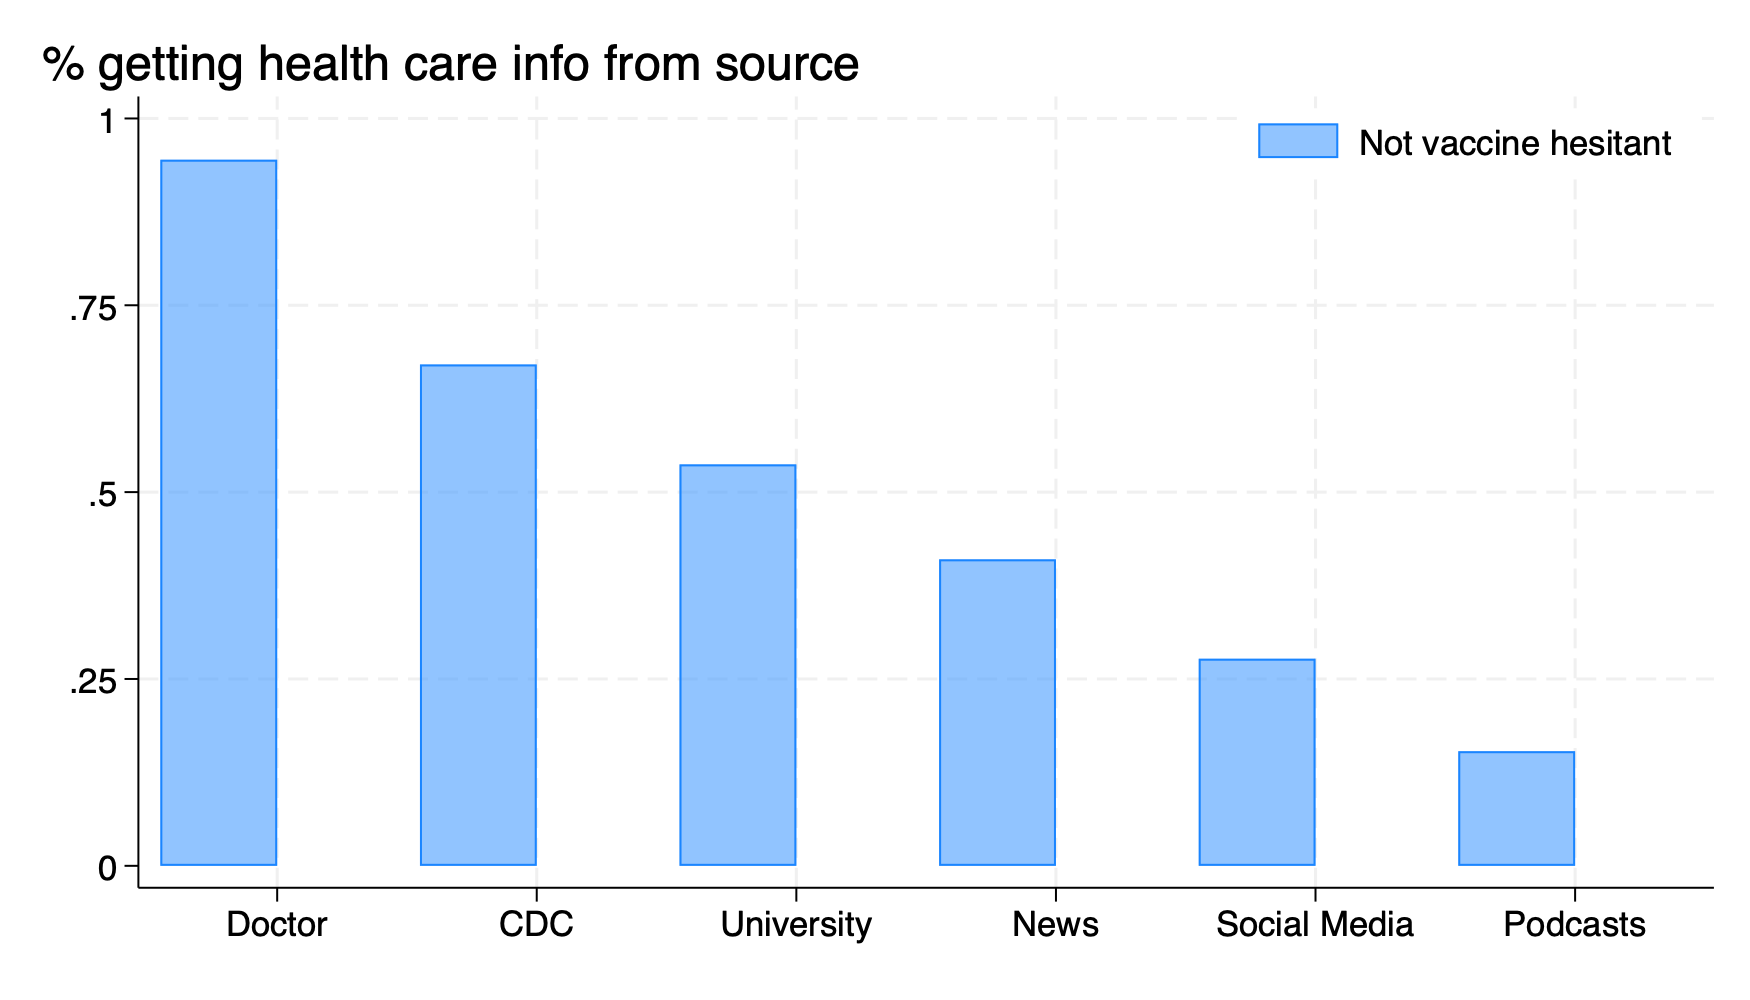 % getting health care info from source
1
Not vaccine hesitant
.75
.5
.25
0
Doctor CDC University News Social Media Podcasts